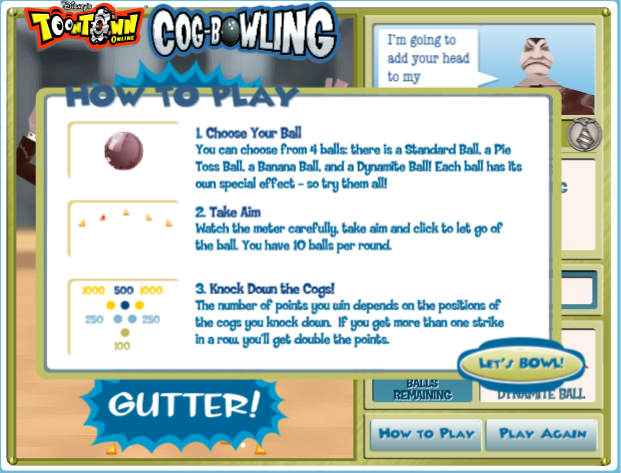 Disney's
TOONTOWN
ONLINE
COG-BOWLING
I'm going to
add your head
to my
HOW TO PLAY
1. Choose Your Ball
You can choose from 4 balls: there is a Standard Ball, a Pie
Toss Ball, a Banana Ball, and a Dynamite Ball! Each ball has its
own special effect - so try them all!
2. Take Aim
Watch the meter carefully, take aim and click to let go of
the ball. You have 10 balls per round.
3. Knock Down the Cogs!
The number of points you win depends on the positions of
the cogs you knock down. If you get more than one strike
in a row, you'll get double the points.
1000 500 1000
250 250
100
LET'S BOWL!
BALLS
REMAINING
DYNAMITE BALL
GUTTER!
HOW TO PLAY
PLAY AGAIN